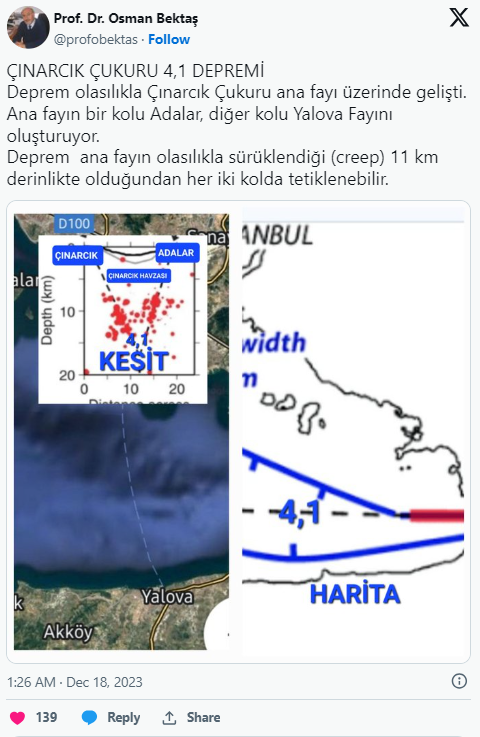 Prof. Dr. Osman Bektaş
@profobektas · Follow
ÇINARCIK ÇUKURU 4,1 DEPREMİ
Deprem olasılıkla Çınarcık Çukuru ana fayı üzerinde gelişti.
Ana fayın bir kolu Adalar, diğer kolu Yalova Fayını
oluşturuyor.
Deprem  ana fayın olasılıkla sürüklendiği (creep) 11 km
derinlikte olduğundan her iki kolda tetiklenebilir.
D100
ÇINARCIK
ADALAR
ÇINARCIK HAVZASI
Depth (km)
10
20
4,1
KEŞİT
0 10 20
Yalova
Akköy
ANBUL
width
m
4,1
HARİTA
1:26 AM · Dec 18, 2023
139 Reply Share